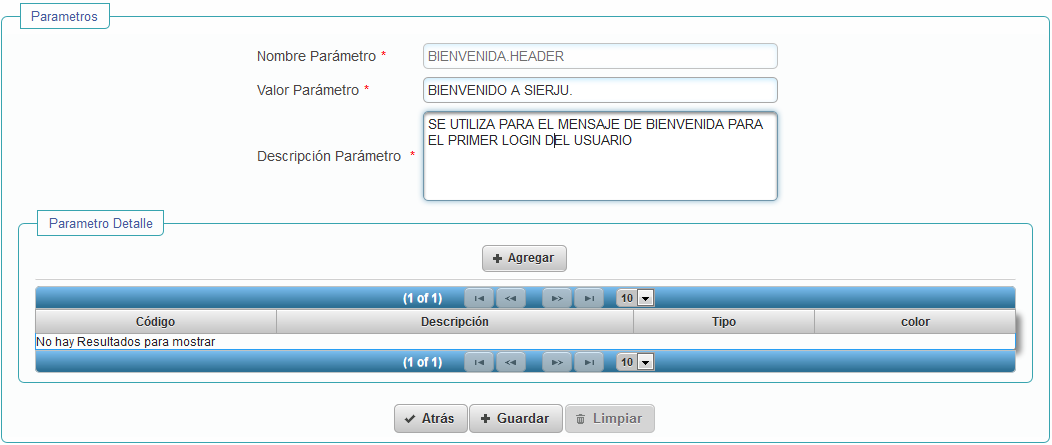 Parametros
Nombre Parámetro *
BIENVENIDA.HEADER
Valor Parámetro *
BIENVENIDO A SIERJU.
Descripción Parámetro *
SE UTILIZA PARA EL MENSAJE DE BIENVENIDA PARA
EL PRIMER LOGIN DEL USUARIO
Parametro Detalle
Agregar
(1 of 1) 10
Código Descripción Tipo color
No hay Resultados para mostrar
(1 of 1) 10
Atrás Guardar Limpiar